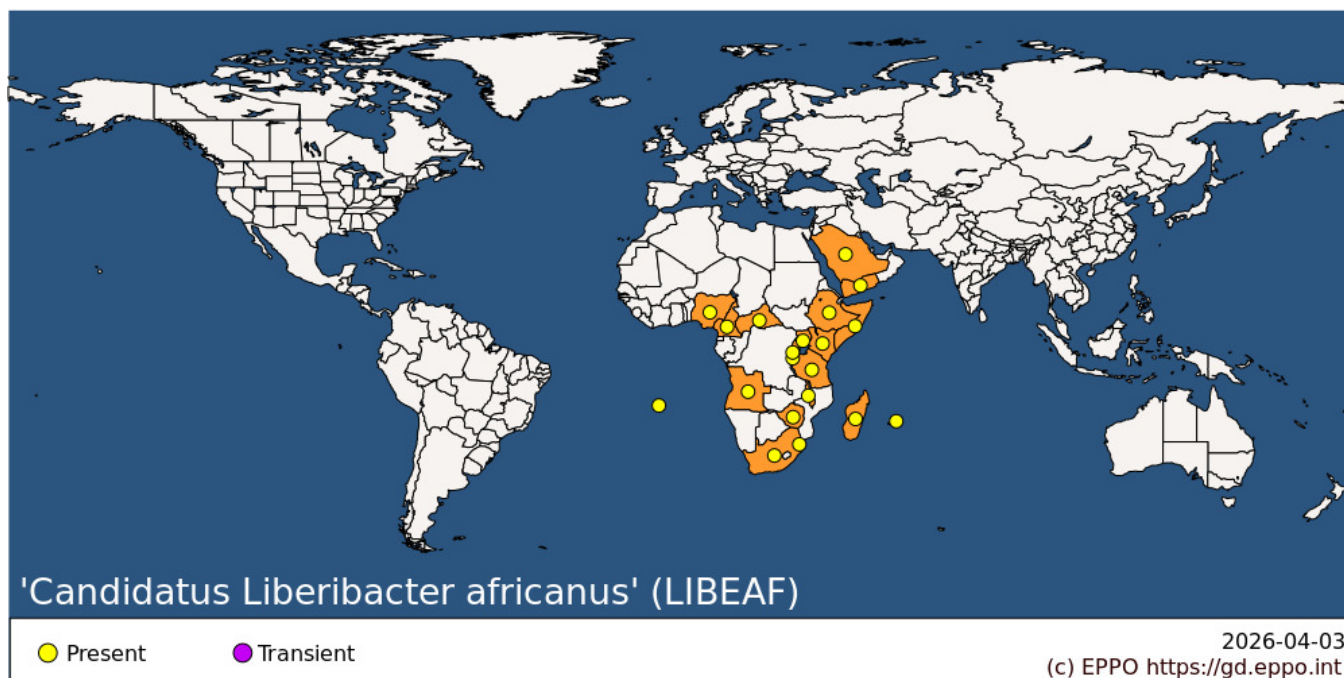 'Candidatus Liberibacter africanus' (LIBEAF)
Present
Transient
2026-04-03
(c) EPPO https://gd.eppo.int